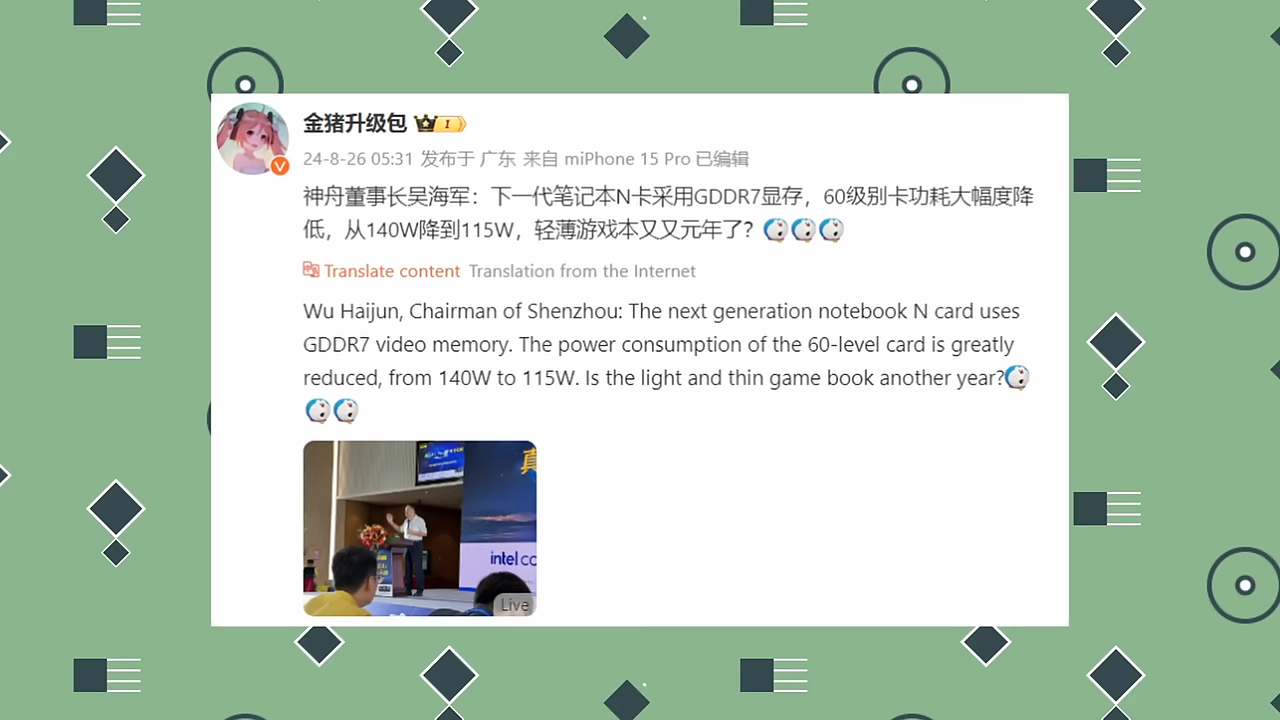 金猪升级包 I
24-8-26 05:31 发布于 广东 来自 miPhone 15 Pro 已编辑
神舟董事长吴海军：下一代笔记本N卡采用GDDR7显存，60级别卡功耗大幅度降
低，从140W降到115W，轻薄游戏本又又元年了？
Translate content Translation from the Internet
Wu Haijun, Chairman of Shenzhou: The next generation notebook N card uses
GDDR7 video memory. The power consumption of the 60-level card is greatly
reduced, from 140W to 115W. Is the light and thin game book another year?
真
intel co
Live